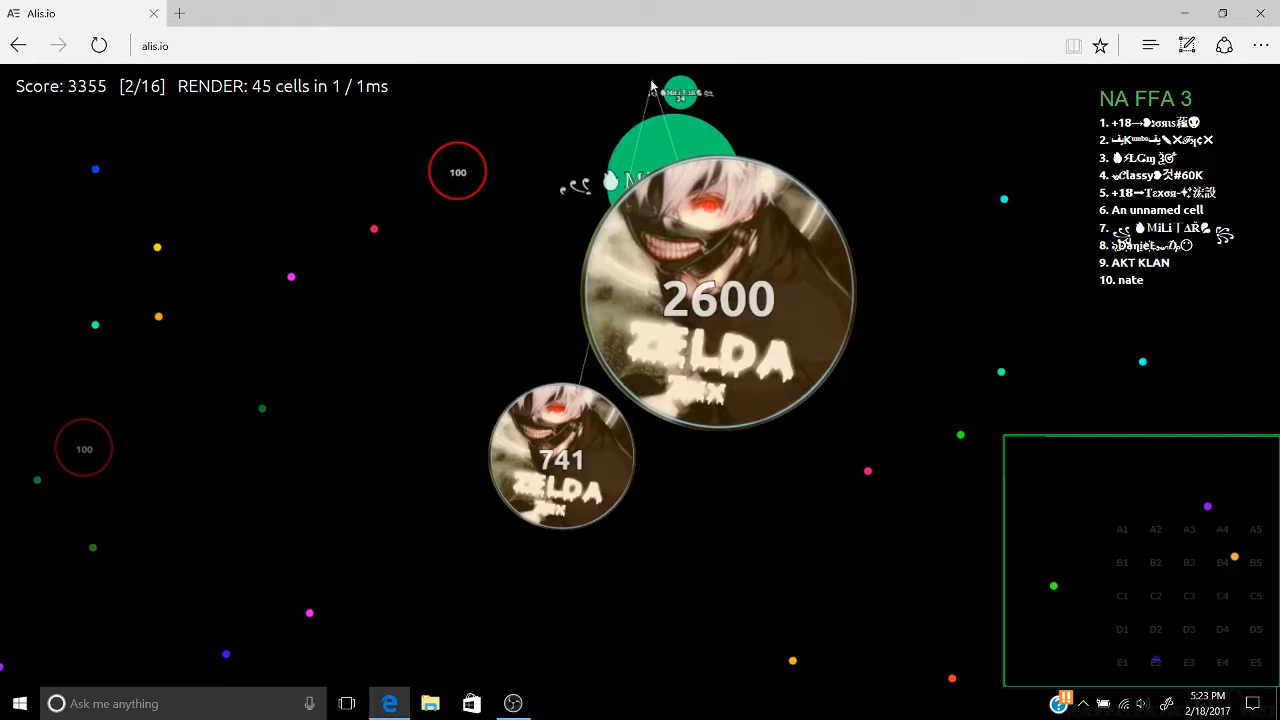 Alis.io
alis.io
Score: 3355 [2/16] RENDER: 45 cells in 1 / 1ms
34
NA FFA 3
1. +18
2.
3.
4. classy #60K
5. +18
6. An unnamed cell
7. MiLiTΔŘ
8.
9. AKT KLAN
10. nate
100
2600
ZELDA
100
741
ZELDA
A1 A2 A3 A4 A5
B1 B2 B3 B4 B5
C1 C2 C3 C4 C5
D1 D2 D3 D4 D5
E1 E2 E3 E4 E5
Ask me anything
5:23 PM
2/18/2017